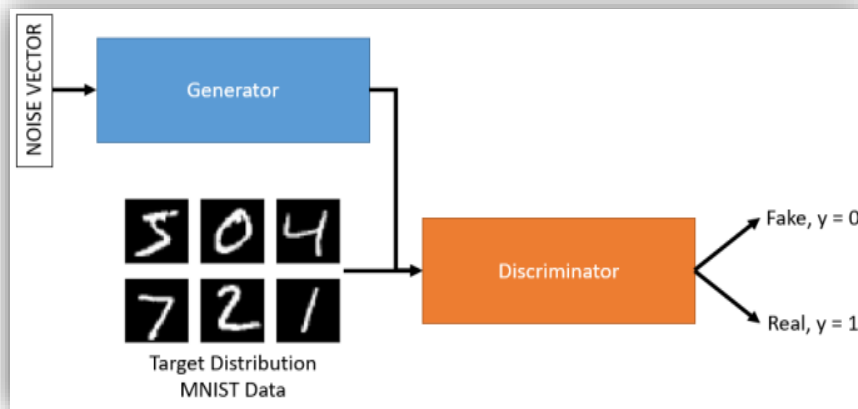 NOISE VECTOR
Generator
5 0 4
7 2 1
Target Distribution
MNIST Data
Discriminator
Fake, y = 0
Real, y = 1